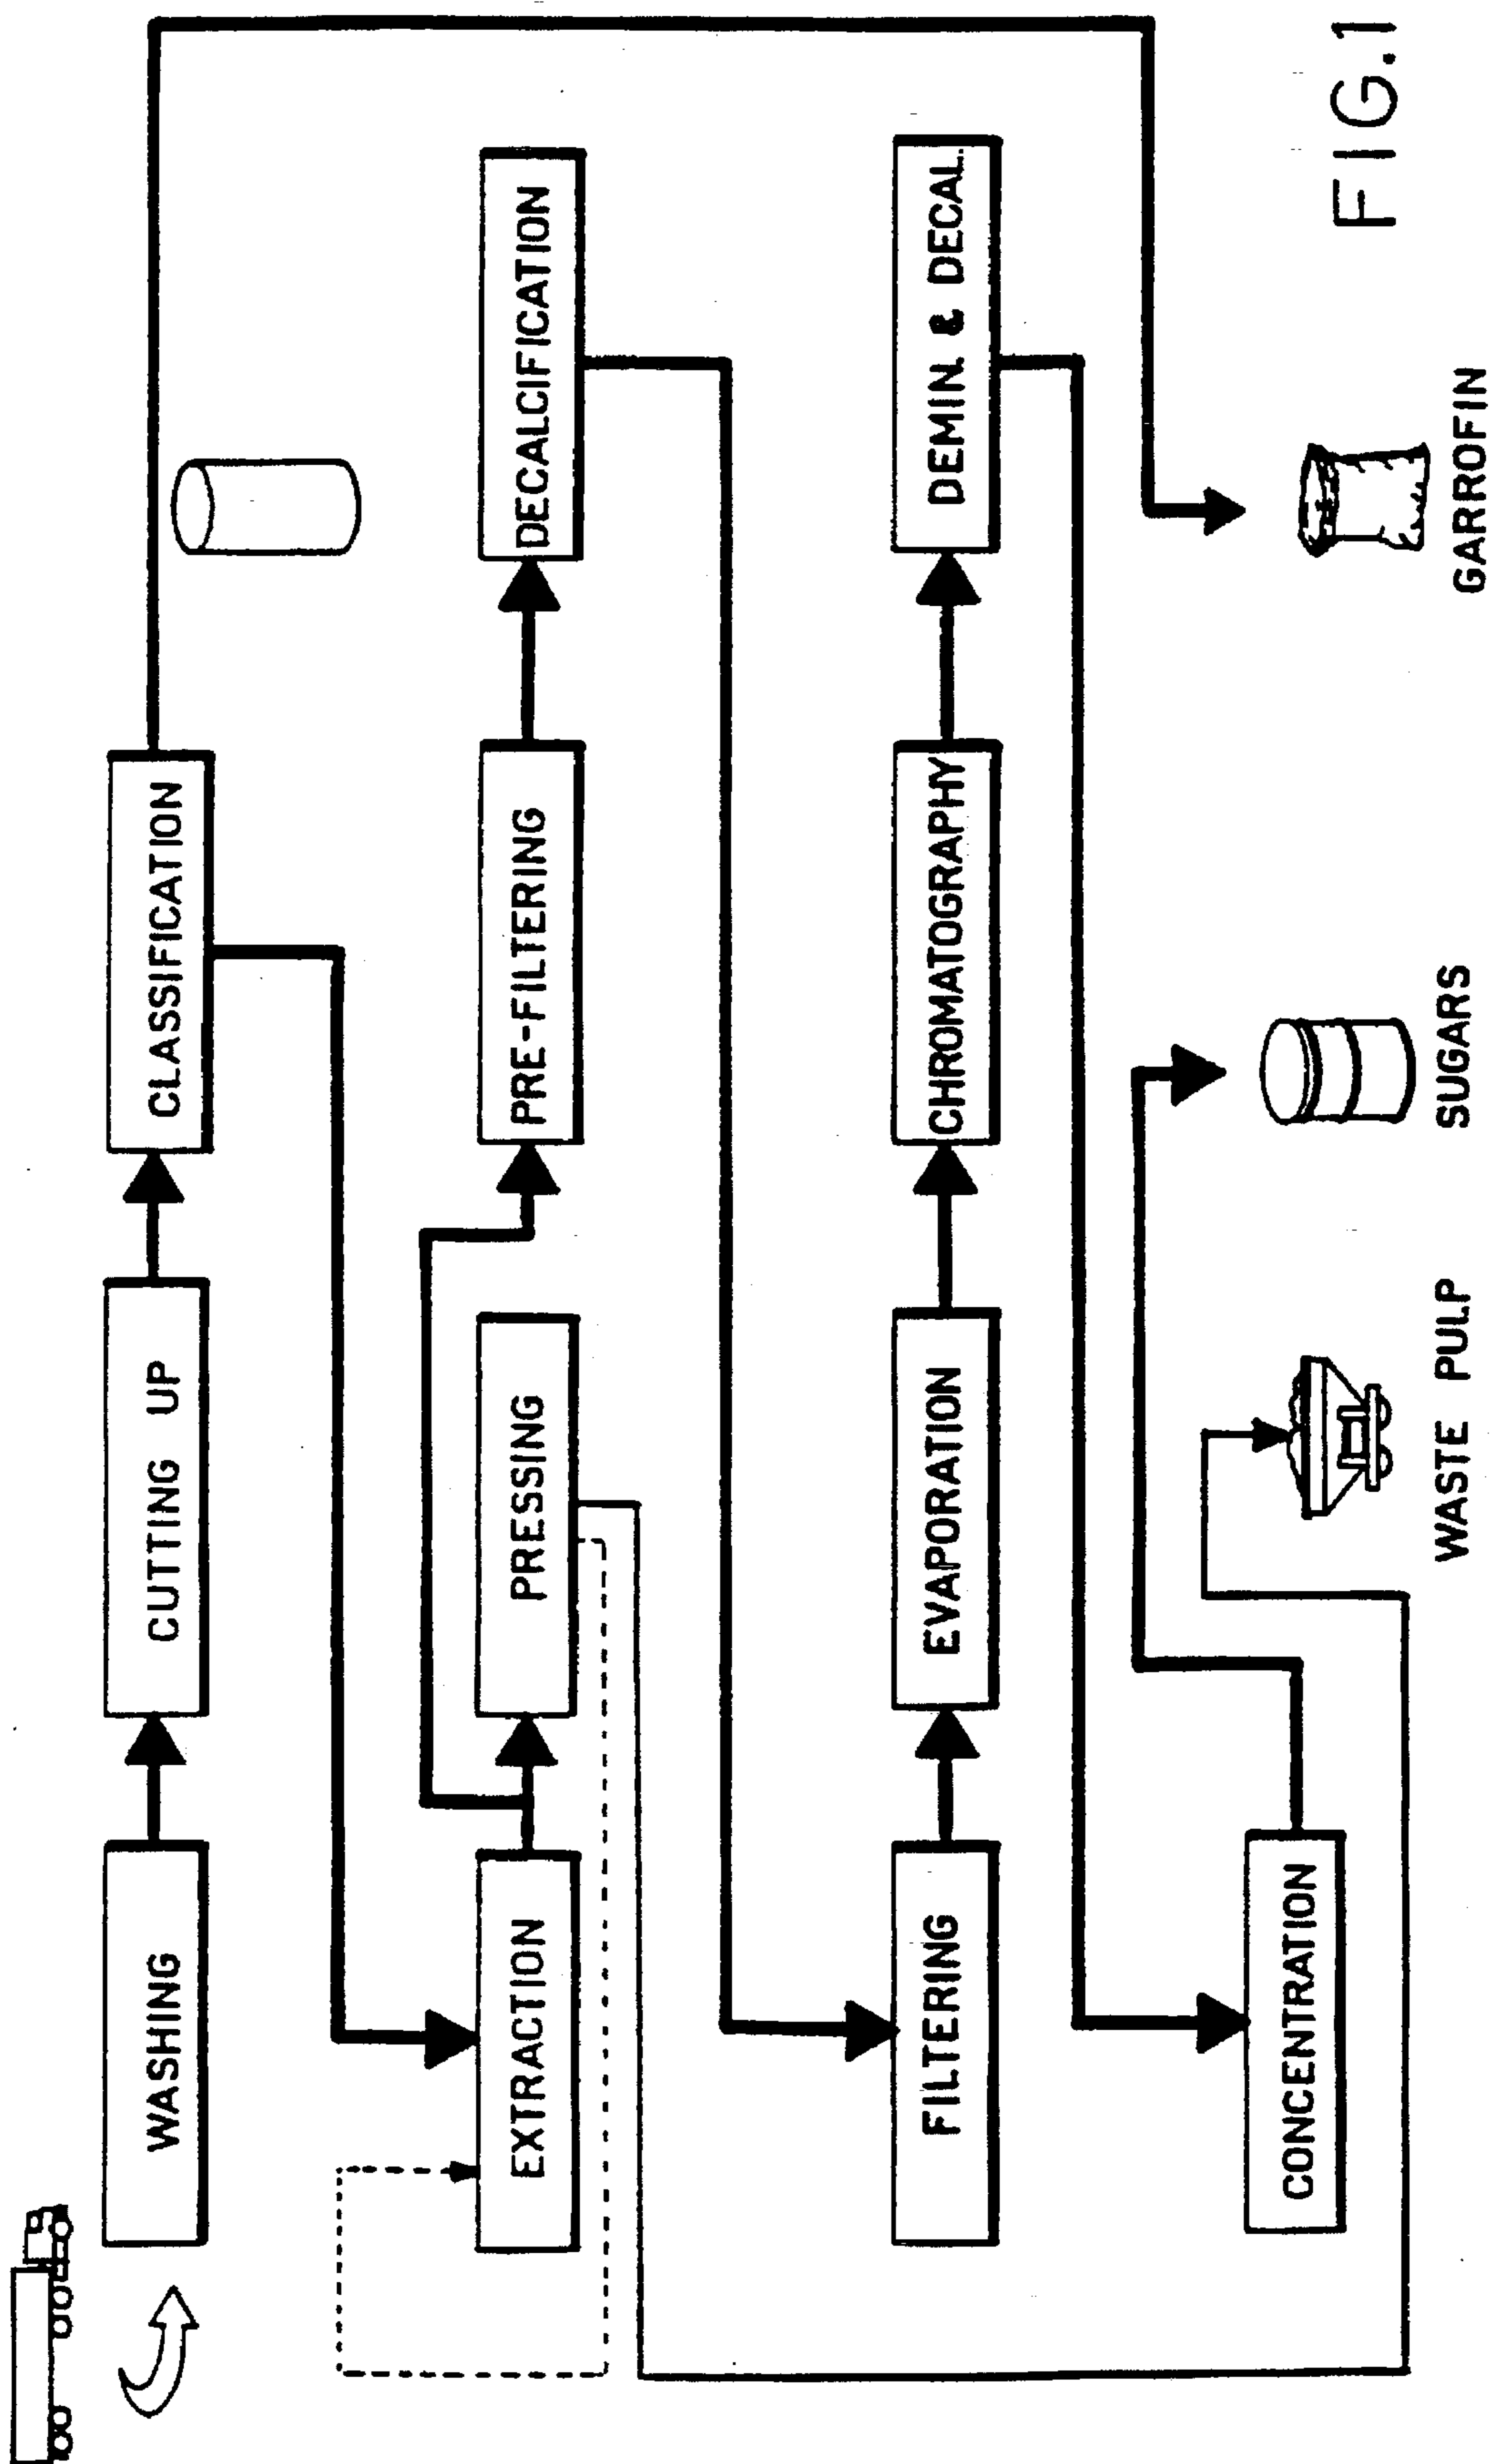 WASHING
CUTTING UP
CLASSIFICATION
EXTRACTION
PRESSING
PRE-FILTERING
DECALCIFICATION
FILTERING
EVAPORATION
CHROMATOGRAPHY
DEMIN. & DECAL.
CONCENTRATION
WASTE PULP
SUGARS
GARROFIN
FIG.1